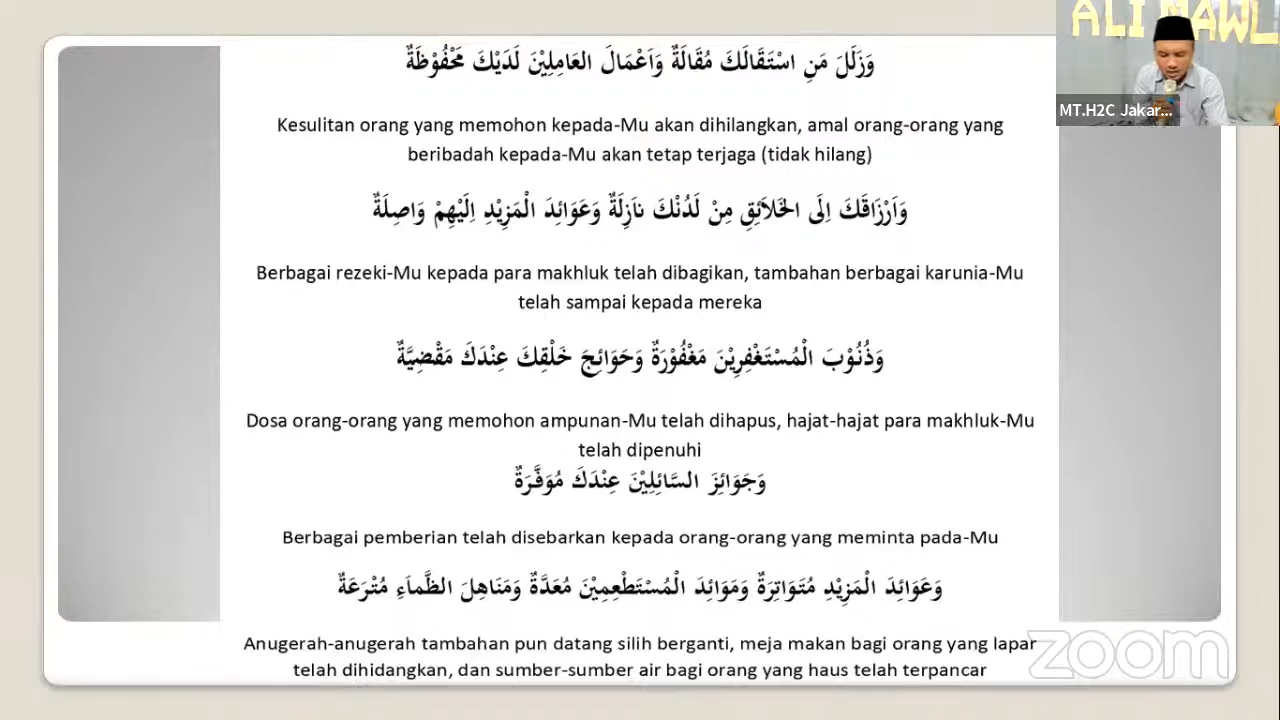 ALI MAWL
MT.H2C Jakar...
وَزَلَلَ مَنِ اسْتَقَالَكَ مُقَالَةٌ وَاَعْمَالَ العَامِلِيْنَ لَدَيْكَ مَحْفُوْظَةٌ
Kesulitan orang yang memohon kepada-Mu akan dihilangkan, amal orang-orang yang
beribadah kepada-Mu akan tetap terjaga (tidak hilang)
وَاَرْزَاقَكَ اِلَى الخَلاَئِقِ مِنْ لَدُنْكَ نَازِلَةٌ وَعَوَائِدَ الْمَزِيْدِ اِلَيْهِمْ وَاصِلَةٌ
Berbagai rezeki-Mu kepada para makhluk telah dibagikan, tambahan berbagai karunia-Mu
telah sampai kepada mereka
وَذُنُوْبَ الْمُسْتَغْفِرِيْنَ مَغْفُوْرَةٌ وَحَوَائِجَ خَلْقِكَ عِنْدَكَ مَقْضِيَّةٌ
Dosa orang-orang yang memohon ampunan-Mu telah dihapus, hajat-hajat para makhluk-Mu
telah dipenuhi
وَجَوَائِزَ السَّائِلِيْنَ عِنْدَكَ مُوَفَّرَةٌ
Berbagai pemberian telah disebarkan kepada orang-orang yang meminta pada-Mu
وَعَوَائِدَ الْمَزِيْدِ مُتَوَاتِرَةٌ وَمَوَائِدَ الْمُسْتَطْعِمِيْنَ مُعَدَّةٌ وَمَنَاهِلَ الظِّمَاَءِ مُتْرَعَةٌ
Anugerah-anugerah tambahan pun datang silih berganti, meja makan bagi orang yang lapar
telah dihidangkan, dan sumber-sumber air bagi orang yang haus telah terpancar
zoom